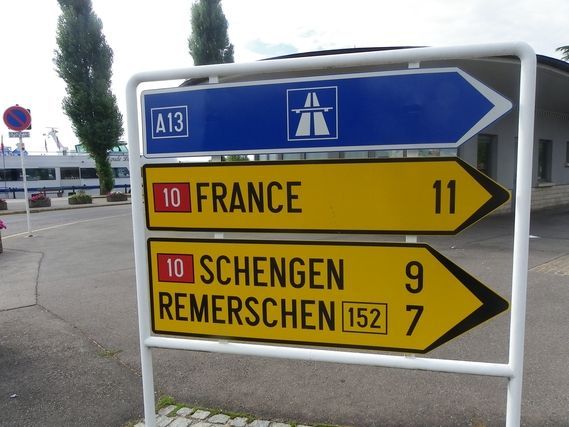 A13
10 FRANCE 11
10 SCHENGEN 9
REMERSCHEN 152 7